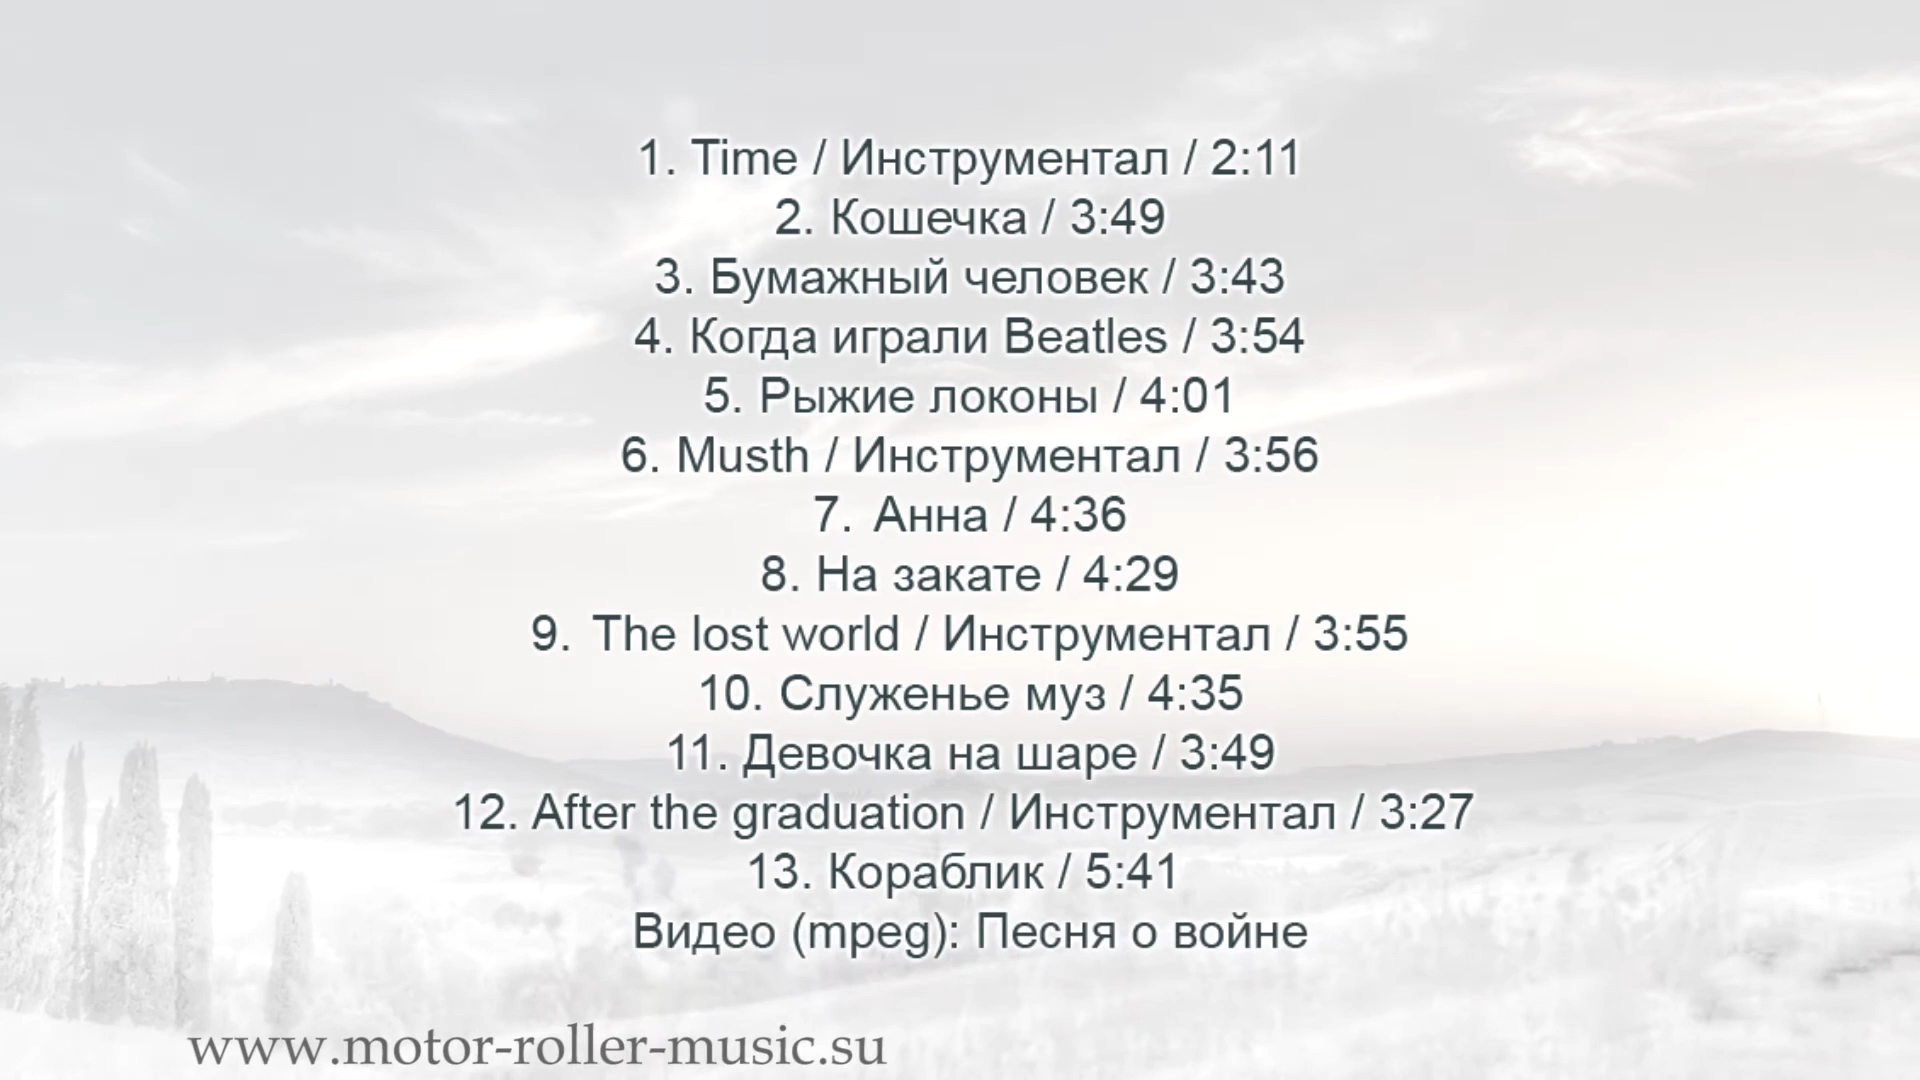 1. Time / Инструментал / 2:11
2. Кошечка / 3:49
3. Бумажный человек / 3:43
4. Когда играли Beatles / 3:54
5. Рыжие локоны / 4:01
6. Musth / Инструментал / 3:56
7. Анна / 4:36
8. На закате / 4:29
9. The lost world / Инструментал / 3:55
10. Служенье муз / 4:35
11. Девочка на шаре / 3:49
12. After the graduation / Инструментал / 3:27
13. Кораблик / 5:41
Видео (mpeg): Песня о войне
www.motor-roller-music.su